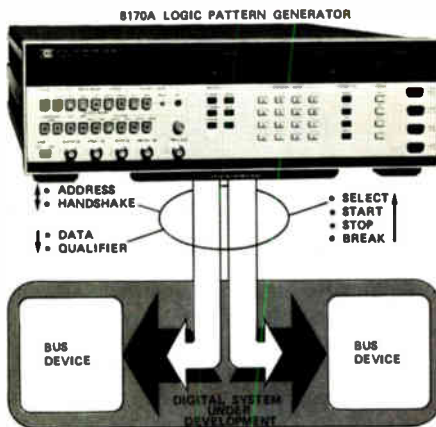 8170A LOGIC PATTERN GENERATOR
• ADDRESS
• HANDSHAKE
• DATA
• QUALIFIER
• SELECT
• START
• STOP
• BREAK
BUS
DEVICE
BUS
DEVICE
DIGITAL SYSTEM
UNDER
DEVELOPMENT